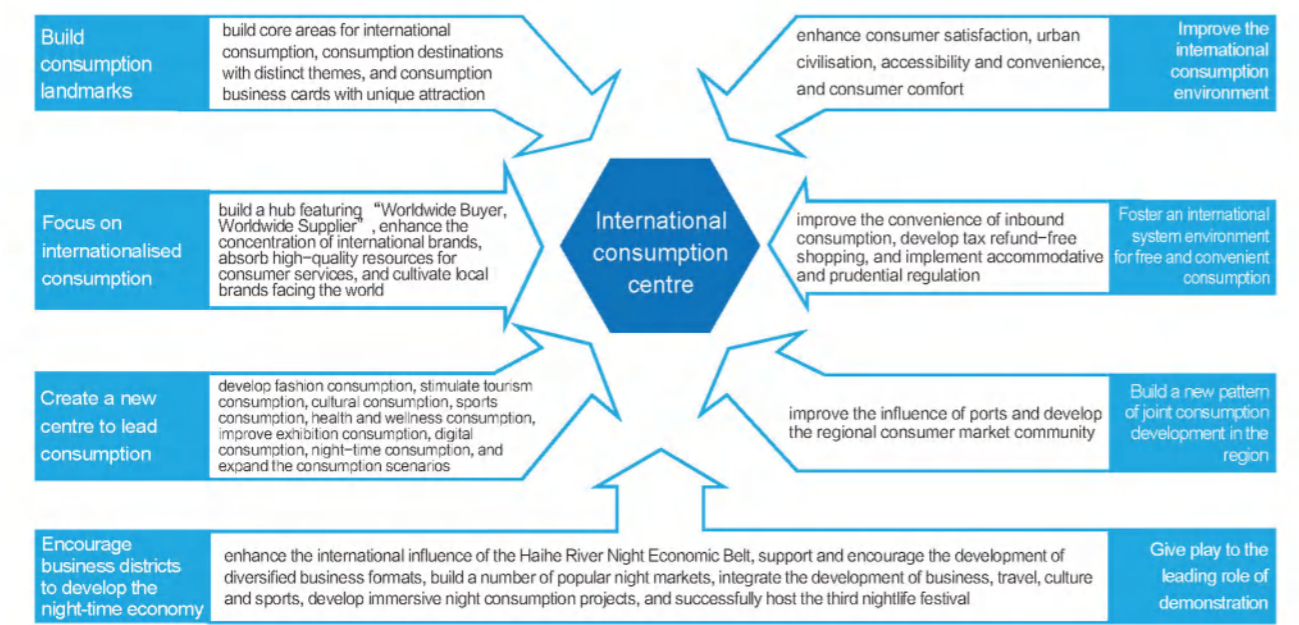 Build
consumption
landmarks
build core areas for international
consumption, consumption destinations
with distinct themes, and consumption
business cards with unique attraction
enhance consumer satisfaction, urban
civilisation, accessibility and convenience,
and consumer comfort
Improve the
international
consumption
environment
Focus on
internationalised
consumption
build a hub featuring “Worldwide Buyer,
Worldwide Supplier”, enhance the
concentration of international brands,
absorb high-quality resources for
consumer services, and cultivate local
brands facing the world
International
consumption
centre
improve the convenience of inbound
consumption, develop tax refund-free
shopping, and implement accommodative
and prudential regulation
Foster an international
system environment
for free and convenient
consumption
Create a new
centre to lead
consumption
develop fashion consumption, stimulate tourism
consumption, cultural consumption, sports
consumption, health and wellness consumption,
improve exhibition consumption, digital
consumption, night-time consumption, and
expand the consumption scenarios
improve the influence of ports and develop
the regional consumer market community
Build a new pattern
of joint consumption
development in the
region
Encourage
business districts
to develop the
night-time economy
enhance the international influence of the Haihe River Night Economic Belt, support and encourage the development of
diversified business formats, build a number of popular night markets, integrate the development of business, travel, culture
and sports, develop immersive night consumption projects, and successfully host the third nightlife festival
Give play to the
leading role of
demonstration